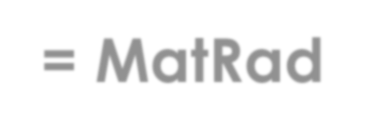 = MatRad